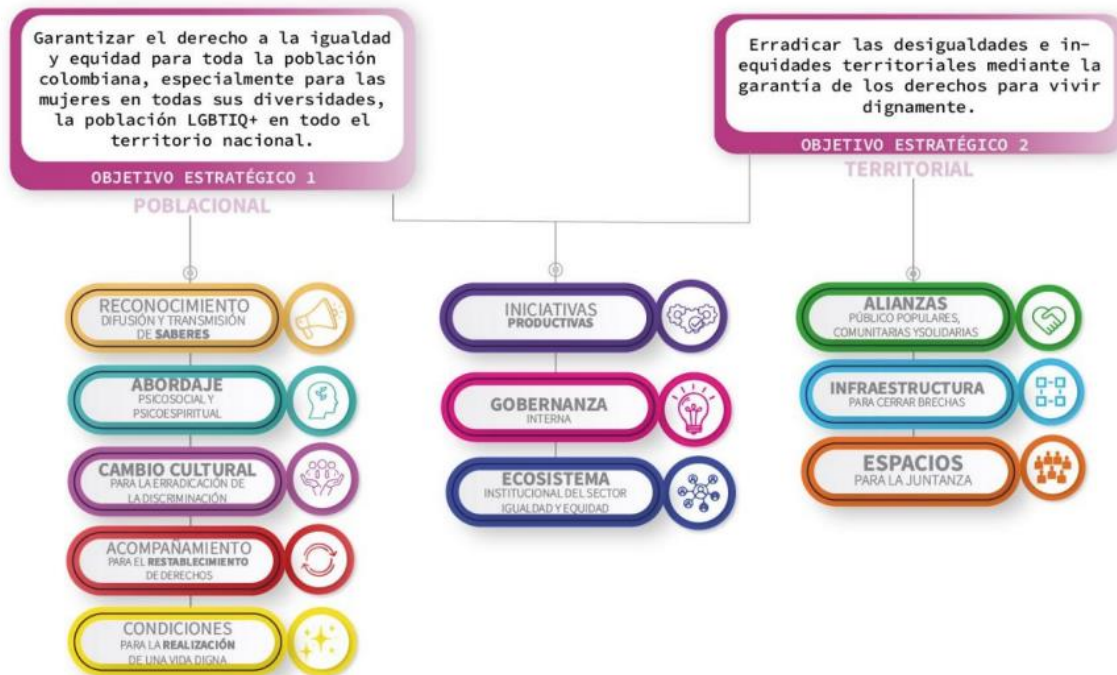 Garantizar el derecho a la igualdad
y equidad para toda la población
colombiana, especialmente para las
mujeres en todas sus diversidades,
la población LGBTIQ+ en todo el
territorio nacional.
OBJETIVO ESTRATÉGICO 1
POBLACIONAL
Erradicar las desigualdades e in-
equidades territoriales mediante la
garantía de los derechos para vivir
dignamente.
OBJETIVO ESTRATÉGICO 2
TERRITORIAL
RECONOCIMIENTO
DIFUSIÓN Y TRANSMISIÓN
DE SABERES
ABORDAJE
PSICOSOCIAL Y
PSICOESPIRITUAL
CAMBIO CULTURAL
PARA LA ERRADICACIÓN DE
LA DISCRIMINACIÓN
ACOMPAÑAMIENTO
PARA EL RESTABLECIMIENTO
DE DERECHOS
CONDICIONES
PARA LA REALIZACIÓN
DE UNA VIDA DIGNA
INICIATIVAS
PRODUCTIVAS
GOBERNANZA
INTERNA
ECOSISTEMA
INSTITUCIONAL DEL SECTOR
IGUALDAD Y EQUIDAD
ALIANZAS
PÚBLICO POPULARES,
COMUNITARIAS YSOLIDARIAS
INFRAESTRUCTURA
PARA CERRAR BRECHAS
ESPACIOS
PARA LA JUNTANZA